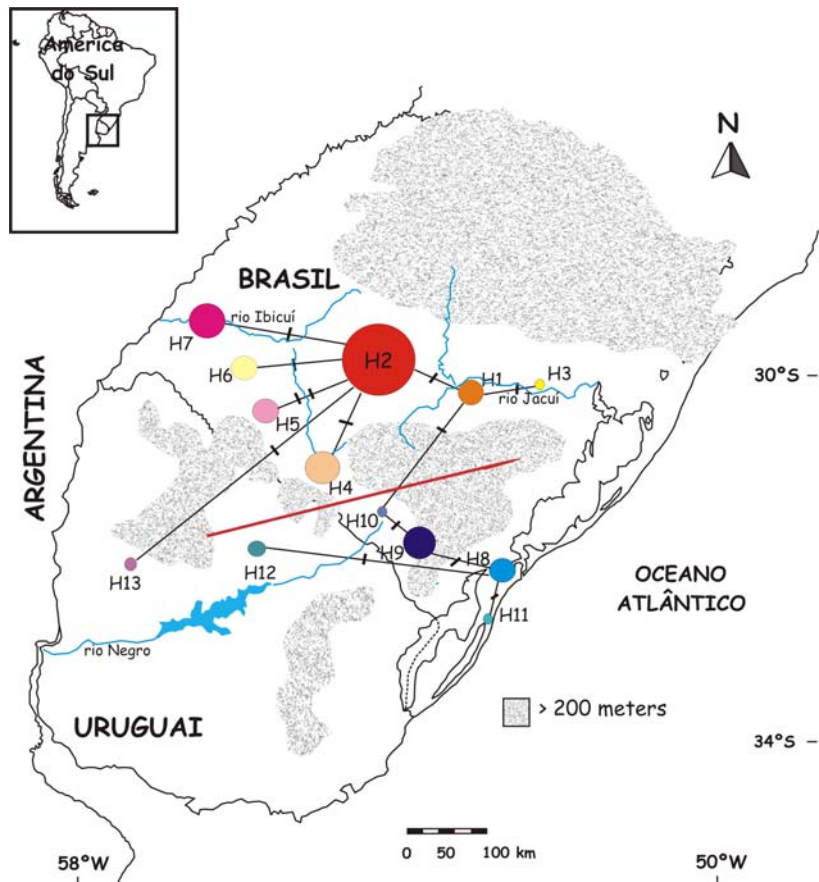 América
do Sul
N
BRASIL
rio Ibicuí
H7
H2
H6
H1
H3
30°S
rio Jacuí
H5
ARGENTINA
H4
H10
H9
H8
H12
H13
OCEANO
ATLÂNTICO
H11
rio Negro
> 200 meters
URUGUAI
34°S
0 50 100 km
58°W
50°W